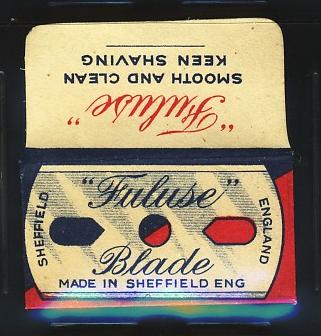 KEEN SHAVING
SMOOTH AND CLEAN
"Fuluse"
"Fuluse"
SHEFFIELD
ENGLAND
Blade
MADE IN SHEFFIELD ENG